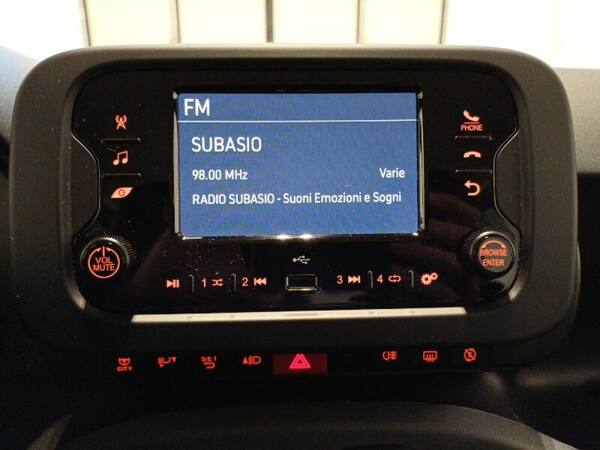 FM
SUBASIO
98.00 MHz Varie
RADIO SUBASIO - Suoni Emozioni e Sogni
PHONE
VOL
MUTE
BROWSE
ENTER
1 2 3 4
CITY SET